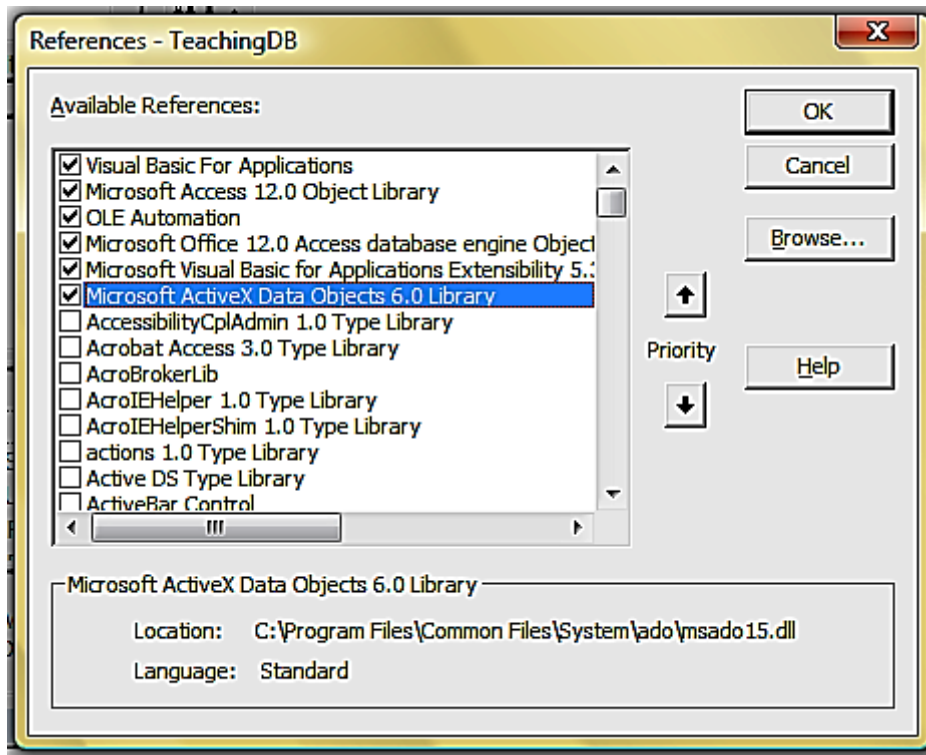 References - TeachingDB
X
Available References:
OK
Cancel
Browse...
Visual Basic For Applications
Microsoft Access 12.0 Object Library
OLE Automation
Microsoft Office 12.0 Access database engine Object
Microsoft Visual Basic for Applications Extensibility 5.
Microsoft ActiveX Data Objects 6.0 Library
AccessibilityCplAdmin 1.0 Type Library
Acrobat Access 3.0 Type Library
AcroBrokerLib
AcroIEHelper 1.0 Type Library
AcroIEHelperShim 1.0 Type Library
actions 1.0 Type Library
Active DS Type Library
ActiveBar Control
Priority
Help
Microsoft ActiveX Data Objects 6.0 Library
Location: C:\Program Files\Common Files\System\ado\msado15.dll
Language: Standard